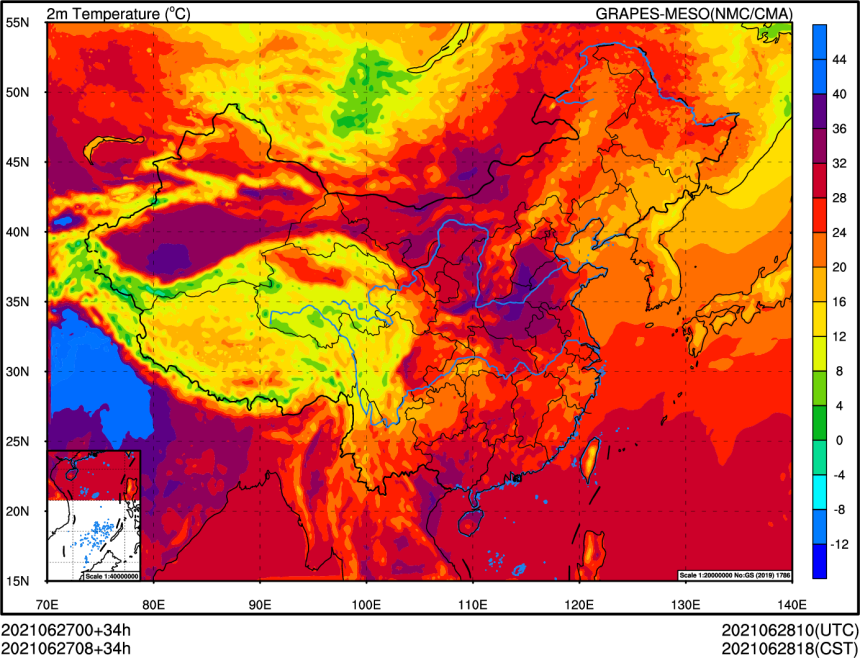 2m Temperature (°C) GRAPES-MESO(NMC/CMA)
55N
50N
45N
40N
35N
30N
25N
20N
15N
70E 80E 90E 100E 110E 120E 130E 140E
44
40
36
32
28
24
20
16
12
8
4
0
-4
-8
-12
Scale 1:40000000
Scale 1:20000000 No:GS (2019) 1786
2021062700+34h 2021062810(UTC)
2021062708+34h 2021062818(CST)